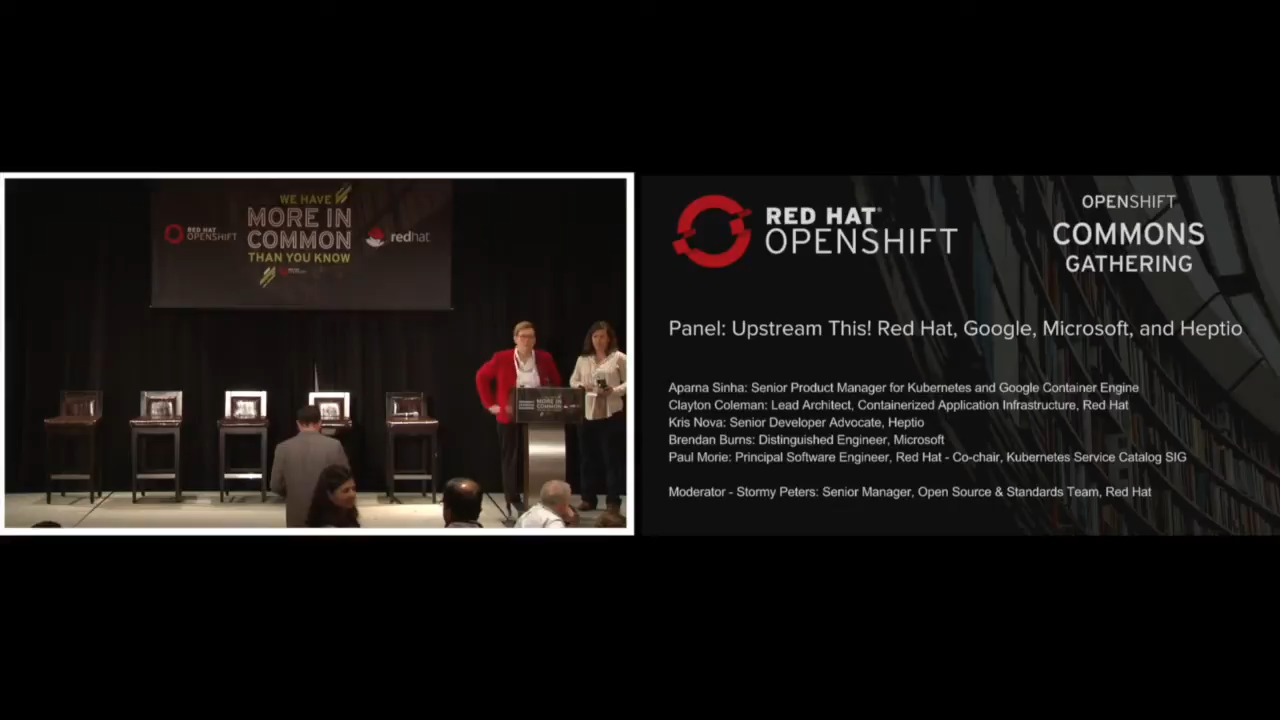 WE HAVE
MORE IN
COMMON
THAN YOU KNOW
RED HAT
OPENSHIFT
redhat
MORE IN
COMMON
RED HAT®
OPENSHIFT
OPENSHIFT
COMMONS
GATHERING
Panel: Upstream This! Red Hat, Google, Microsoft, and Heptio
Aparna Sinha: Senior Product Manager for Kubernetes and Google Container Engine
Clayton Coleman: Lead Architect, Containerized Application Infrastructure, Red Hat
Kris Nova: Senior Developer Advocate, Heptio
Brendan Burns: Distinguished Engineer, Microsoft
Paul Morie: Principal Software Engineer, Red Hat - Co-chair, Kubernetes Service Catalog SIG
Moderator - Stormy Peters: Senior Manager, Open Source & Standards Team, Red Hat